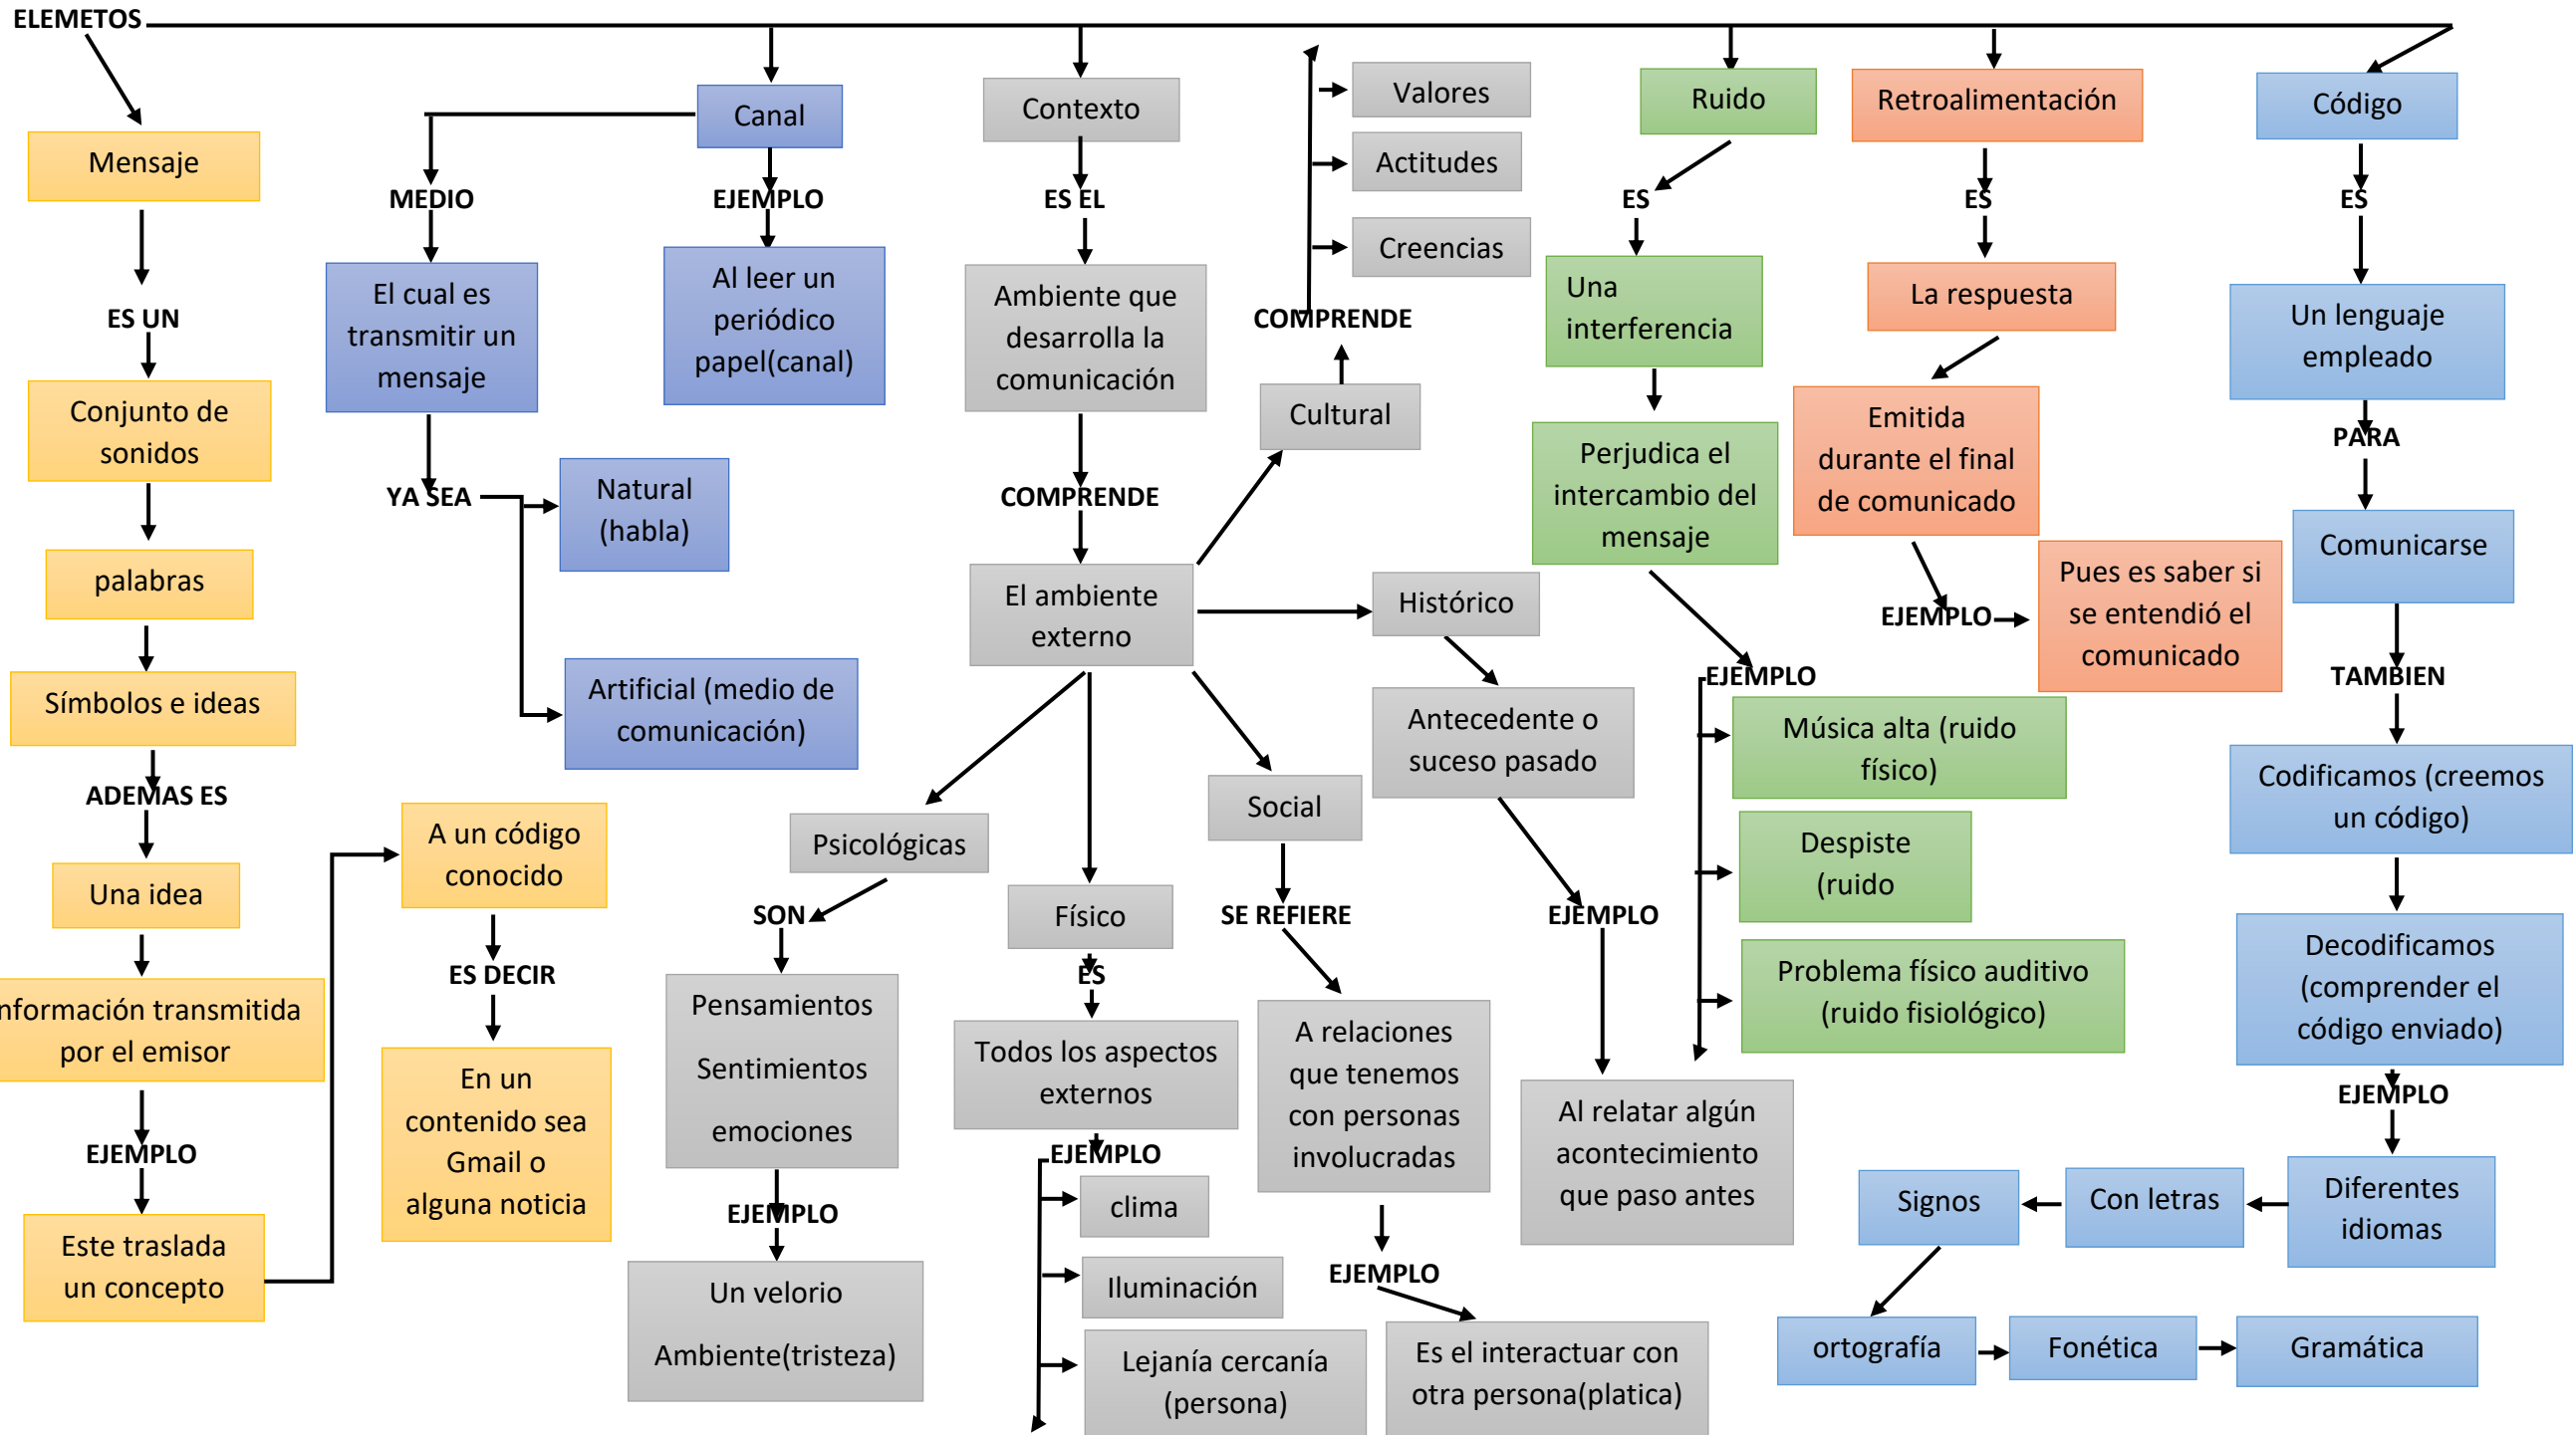 ELEMETOS
Mensaje
ES UN
Conjunto de
sonidos
palabras
Símbolos e ideas
ADEMAS ES
Una idea
nformación transmitida
por el emisor
EJEMPLO
Este traslada
un concepto
A un código
conocido
ES DECIR
En un
contenido sea
Gmail o
alguna noticia
Canal
MEDIO
El cual es
transmitir un
mensaje
YA SEA
Natural
(habla)
Artificial (medio de
comunicación)
EJEMPLO
Al leer un
periódico
papel(canal)
Contexto
ES EL
Ambiente que
desarrolla la
comunicación
COMPRENDE
El ambiente
externo
Psicológicas
SON
Pensamientos
Sentimientos
emociones
EJEMPLO
Un velorio
Ambiente(tristeza)
Físico
ES
Todos los aspectos
externos
EJEMPLO
clima
Iluminación
Lejanía cercanía
(persona)
Social
SE REFIERE
A relaciones
que tenemos
con personas
involucradas
EJEMPLO
Es el interactuar con
otra persona(platica)
Histórico
Antecedente o
suceso pasado
EJEMPLO
Al relatar algún
acontecimiento
que paso antes
Cultural
COMPRENDE
Valores
Actitudes
Creencias
Ruido
ES
Una
interferencia
Perjudica el
intercambio del
mensaje
EJEMPLO
Música alta (ruido
físico)
Despiste
(ruido
Problema físico auditivo
(ruido fisiológico)
Retroalimentación
ES
La respuesta
Emitida
durante el final
de comunicado
EJEMPLO
Pues es saber si
se entendió el
comunicado
Código
ES
Un lenguaje
empleado
PARA
Comunicarse
TAMBIEN
Codificamos (creemos
un código)
Decodificamos
(comprender el
código enviado)
EJEMPLO
Diferentes
idiomas
Con letras
Signos
ortografía
Fonética
Gramática